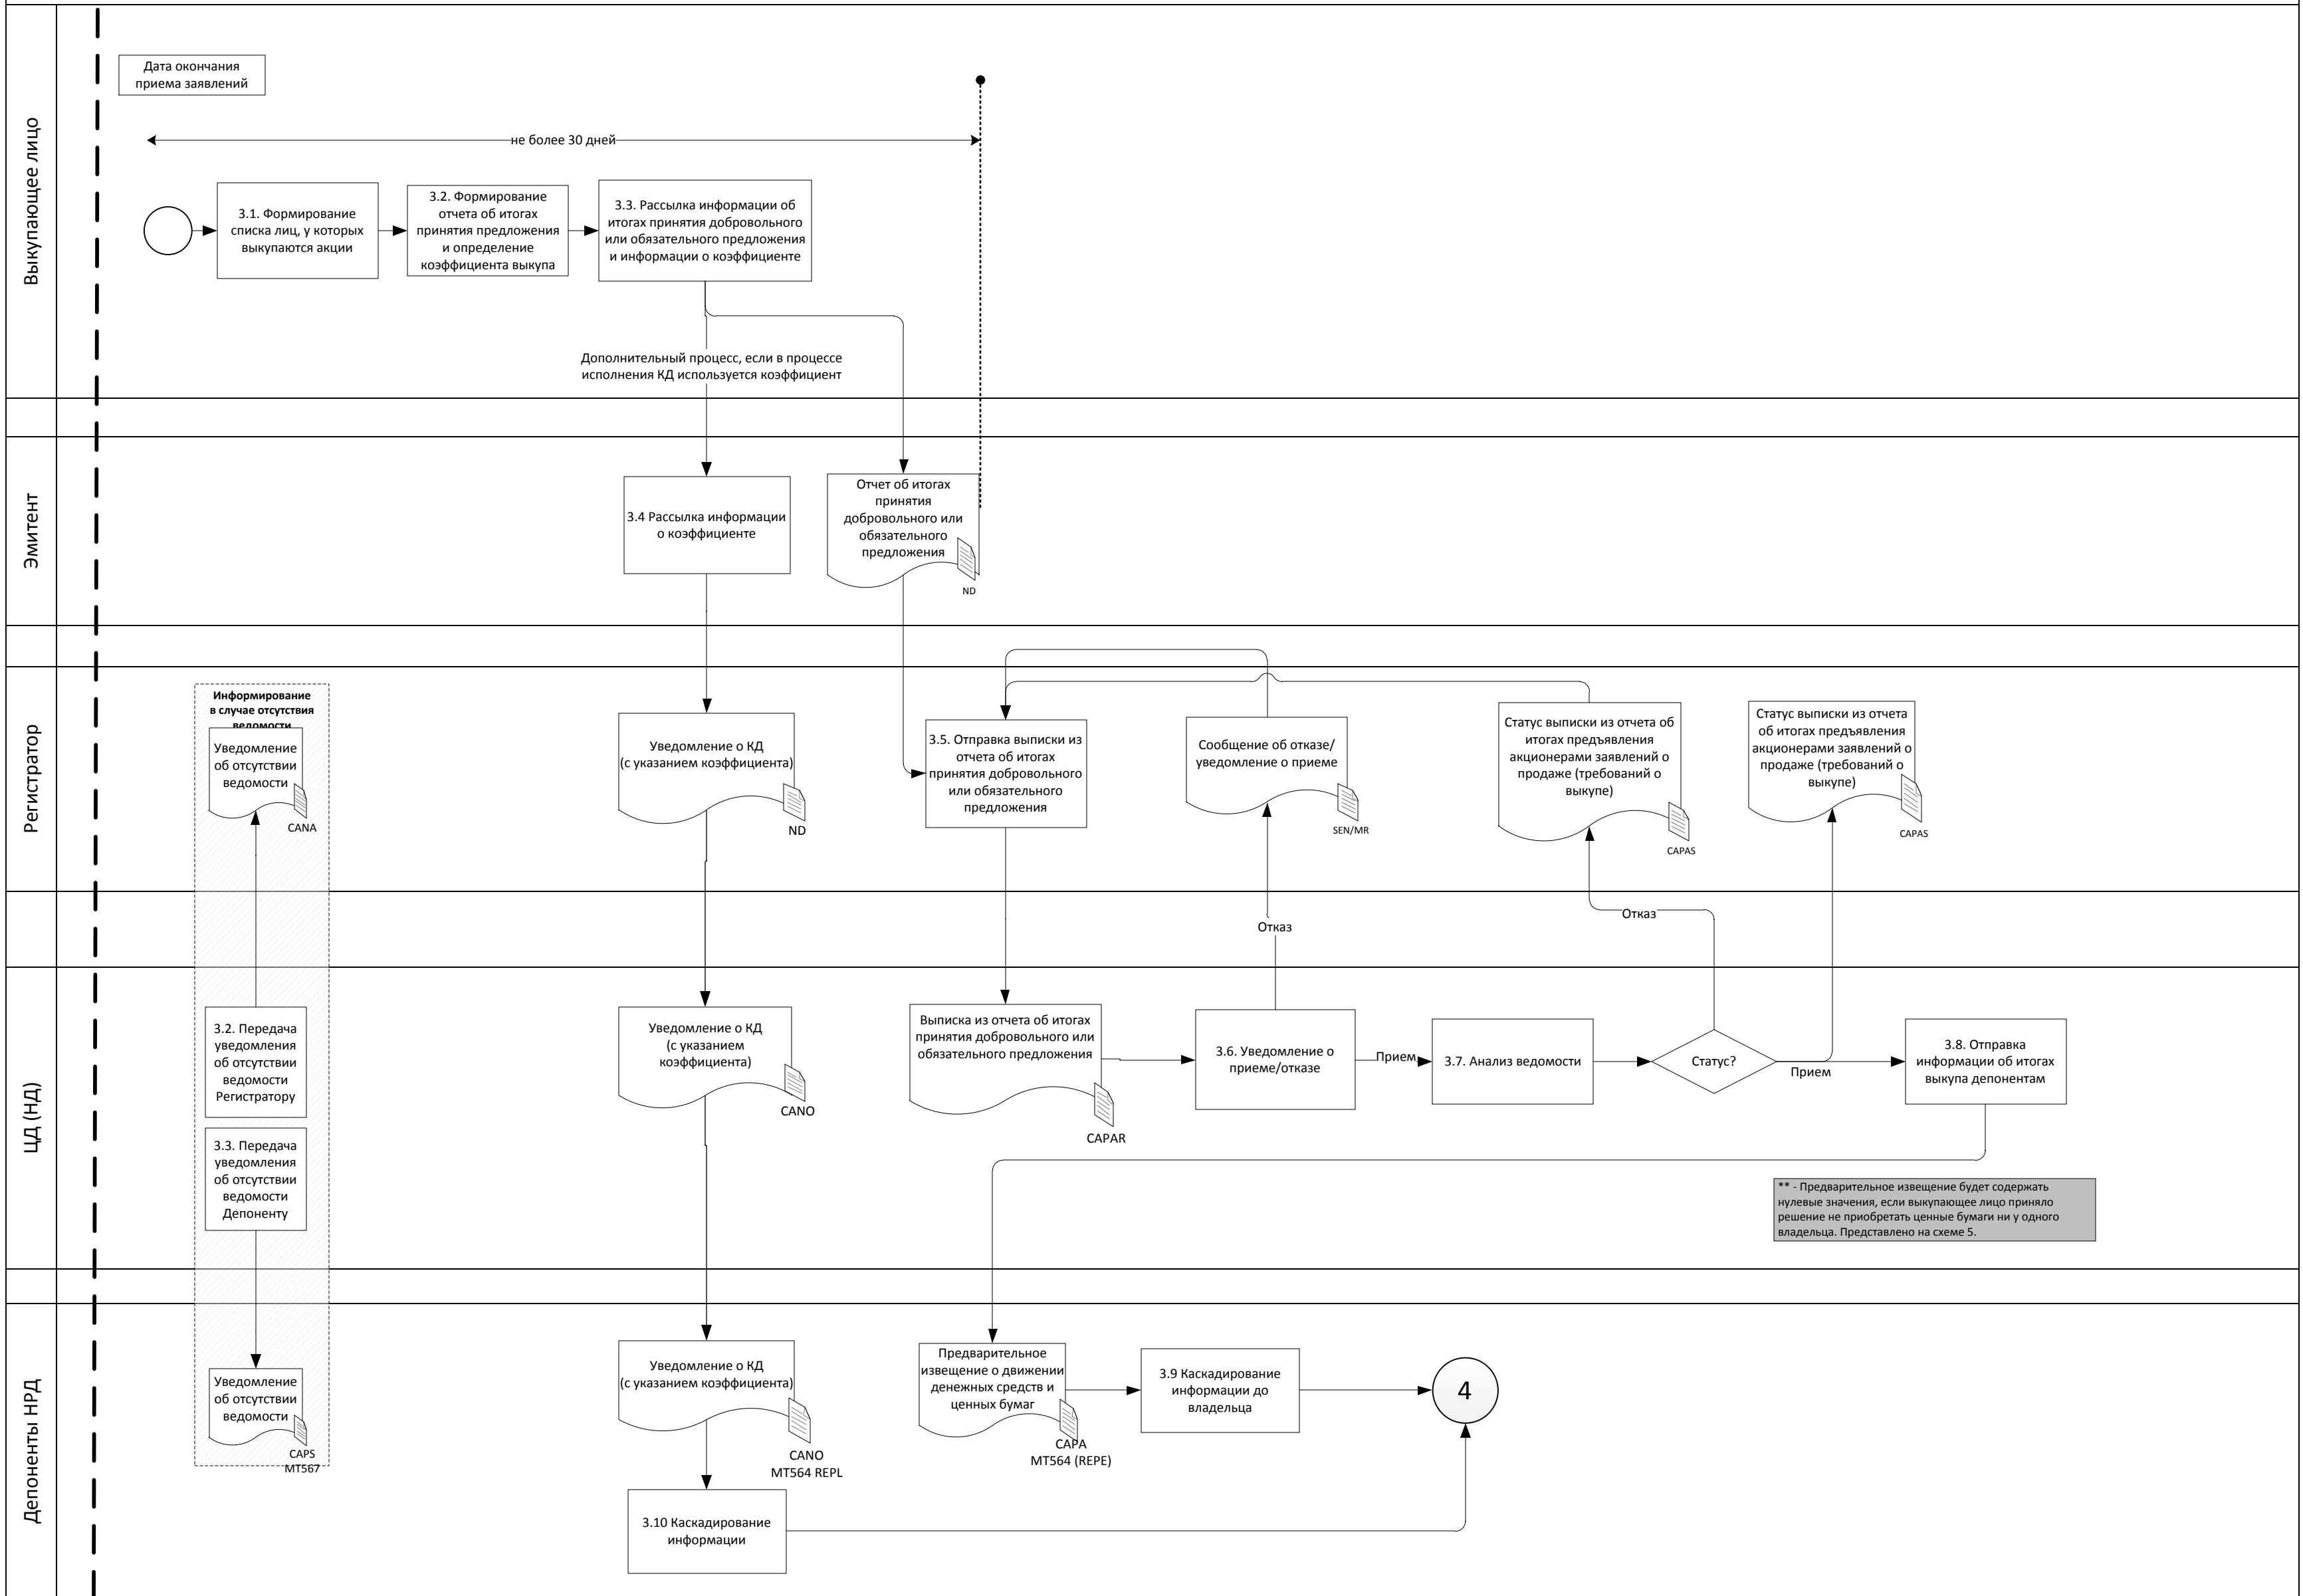 Выкупающее лицо
Дата окончания
приема заявлений
не более 30 дней
3.1. Формирование
списка лиц, у которых
выкупаются акции
3.2. Формирование
отчета об итогах
принятия предложения
и определение
коэффициента выкупа
3.3. Рассылка информации об
итогах принятия добровольного
или обязательного предложения
и информации о коэффициенте
Дополнительный процесс, если в процессе
исполнения КД используется коэффициент
Эмитент
3.4 Рассылка информации
о коэффициенте
Отчет об итогах
принятия
добровольного или
обязательного
предложения
ND
Регистратор
Информирование
в случае отсутствия
ведомости
Уведомление
об отсутствии
ведомости
CANA
Уведомление о КД
(с указанием коэффициента)
ND
3.5. Отправка выписки из
отчета об итогах
принятия добровольного
или обязательного
предложения
Сообщение об отказе/
уведомление о приеме
SEN/MR
Статус выписки из отчета об
итогах предъявления
акционерами заявлений о
продаже (требований о
выкупе)
CAPAS
Статус выписки из отчета
об итогах предъявления
акционерами заявлений о
продаже (требований о
выкупе)
CAPAS
Отказ
Отказ
ЦД (НД)
3.2. Передача
уведомления
об отсутствии
ведомости
Регистратору
3.3. Передача
уведомления
об отсутствии
ведомости
Депоненту
Уведомление о КД
(с указанием
коэффициента)
CANO
Выписка из отчета об итогах
принятия добровольного или
обязательного предложения
CAPAR
3.6. Уведомление о
приеме/отказе
Прием
3.7. Анализ ведомости
Статус?
Прием
3.8. Отправка
информации об итогах
выкупа депонентам
** - Предварительное извещение будет содержать
нулевые значения, если выкупающее лицо приняло
решение не приобретать ценные бумаги ни у одного
владельца. Представлено на схеме 5.
Депоненты НРД
Уведомление
об отсутствии
ведомости
CAPS
MT567
Уведомление о КД
(с указанием коэффициента)
CANO
MT564 REPL
3.10 Каскадирование
информации
Предварительное
извещение о движении
денежных средств и
ценных бумаг
CAPA
MT564 (REPE)
3.9 Каскадирование
информации до
владельца
4